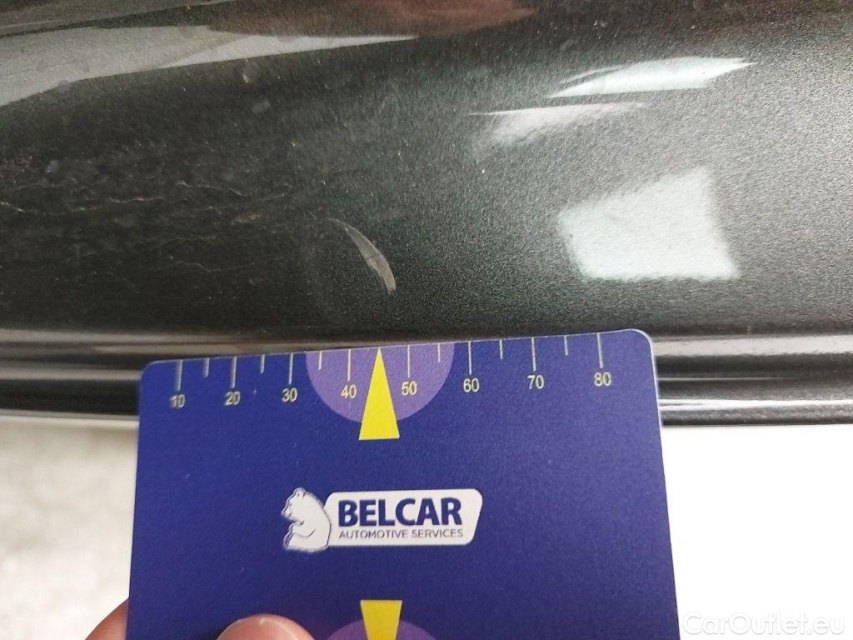 10 20 30 40 50 60 70 80
BELCAR
AUTOMOTIVE SERVICES
CarOutlet.eu